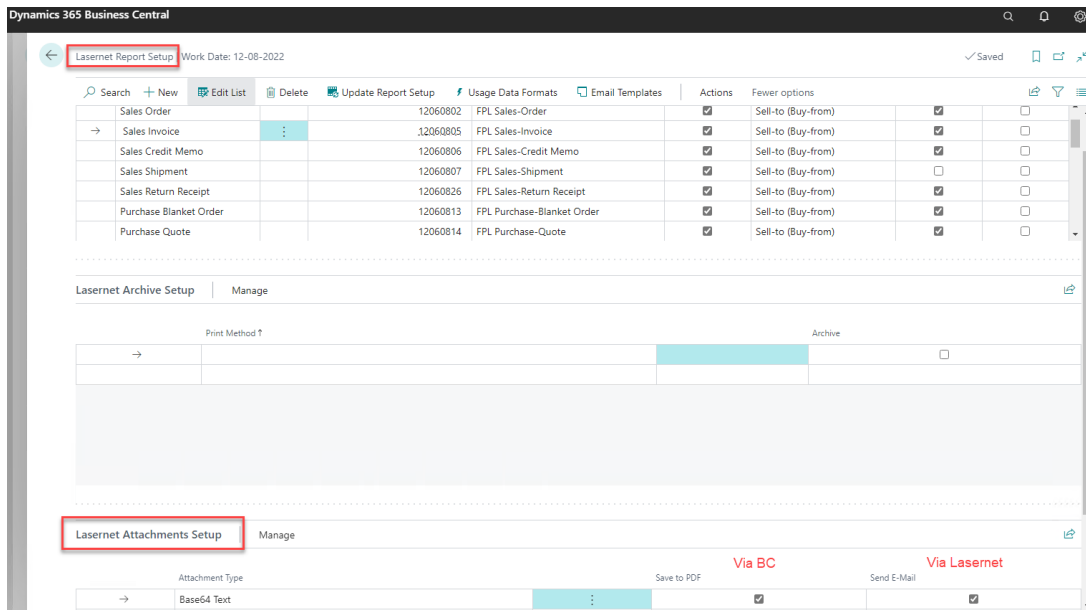 Dynamics 365 Business Central
Lasernet Report Setup Work Date: 12-08-2022 Saved
Search New Edit List Delete Update Report Setup Usage Data Formats Email Templates Actions Fewer options
Sales Order 12060802 FPL Sales-Order Sell-to (Buy-from)
Sales Invoice 12060805 FPL Sales-Invoice Sell-to (Buy-from)
Sales Credit Memo 12060806 FPL Sales-Credit Memo Sell-to (Buy-from)
Sales Shipment 12060807 FPL Sales-Shipment Sell-to (Buy-from)
Sales Return Receipt 12060826 FPL Sales-Return Receipt Sell-to (Buy-from)
Purchase Blanket Order 12060813 FPL Purchase-Blanket Order Sell-to (Buy-from)
Purchase Quote 12060814 FPL Purchase-Quote Sell-to (Buy-from)
Lasernet Archive Setup Manage
Print Method ↑ Archive
Lasernet Attachments Setup Manage
Via BC Via Lasernet
Attachment Type Save to PDF Send E-Mail
Base64 Text